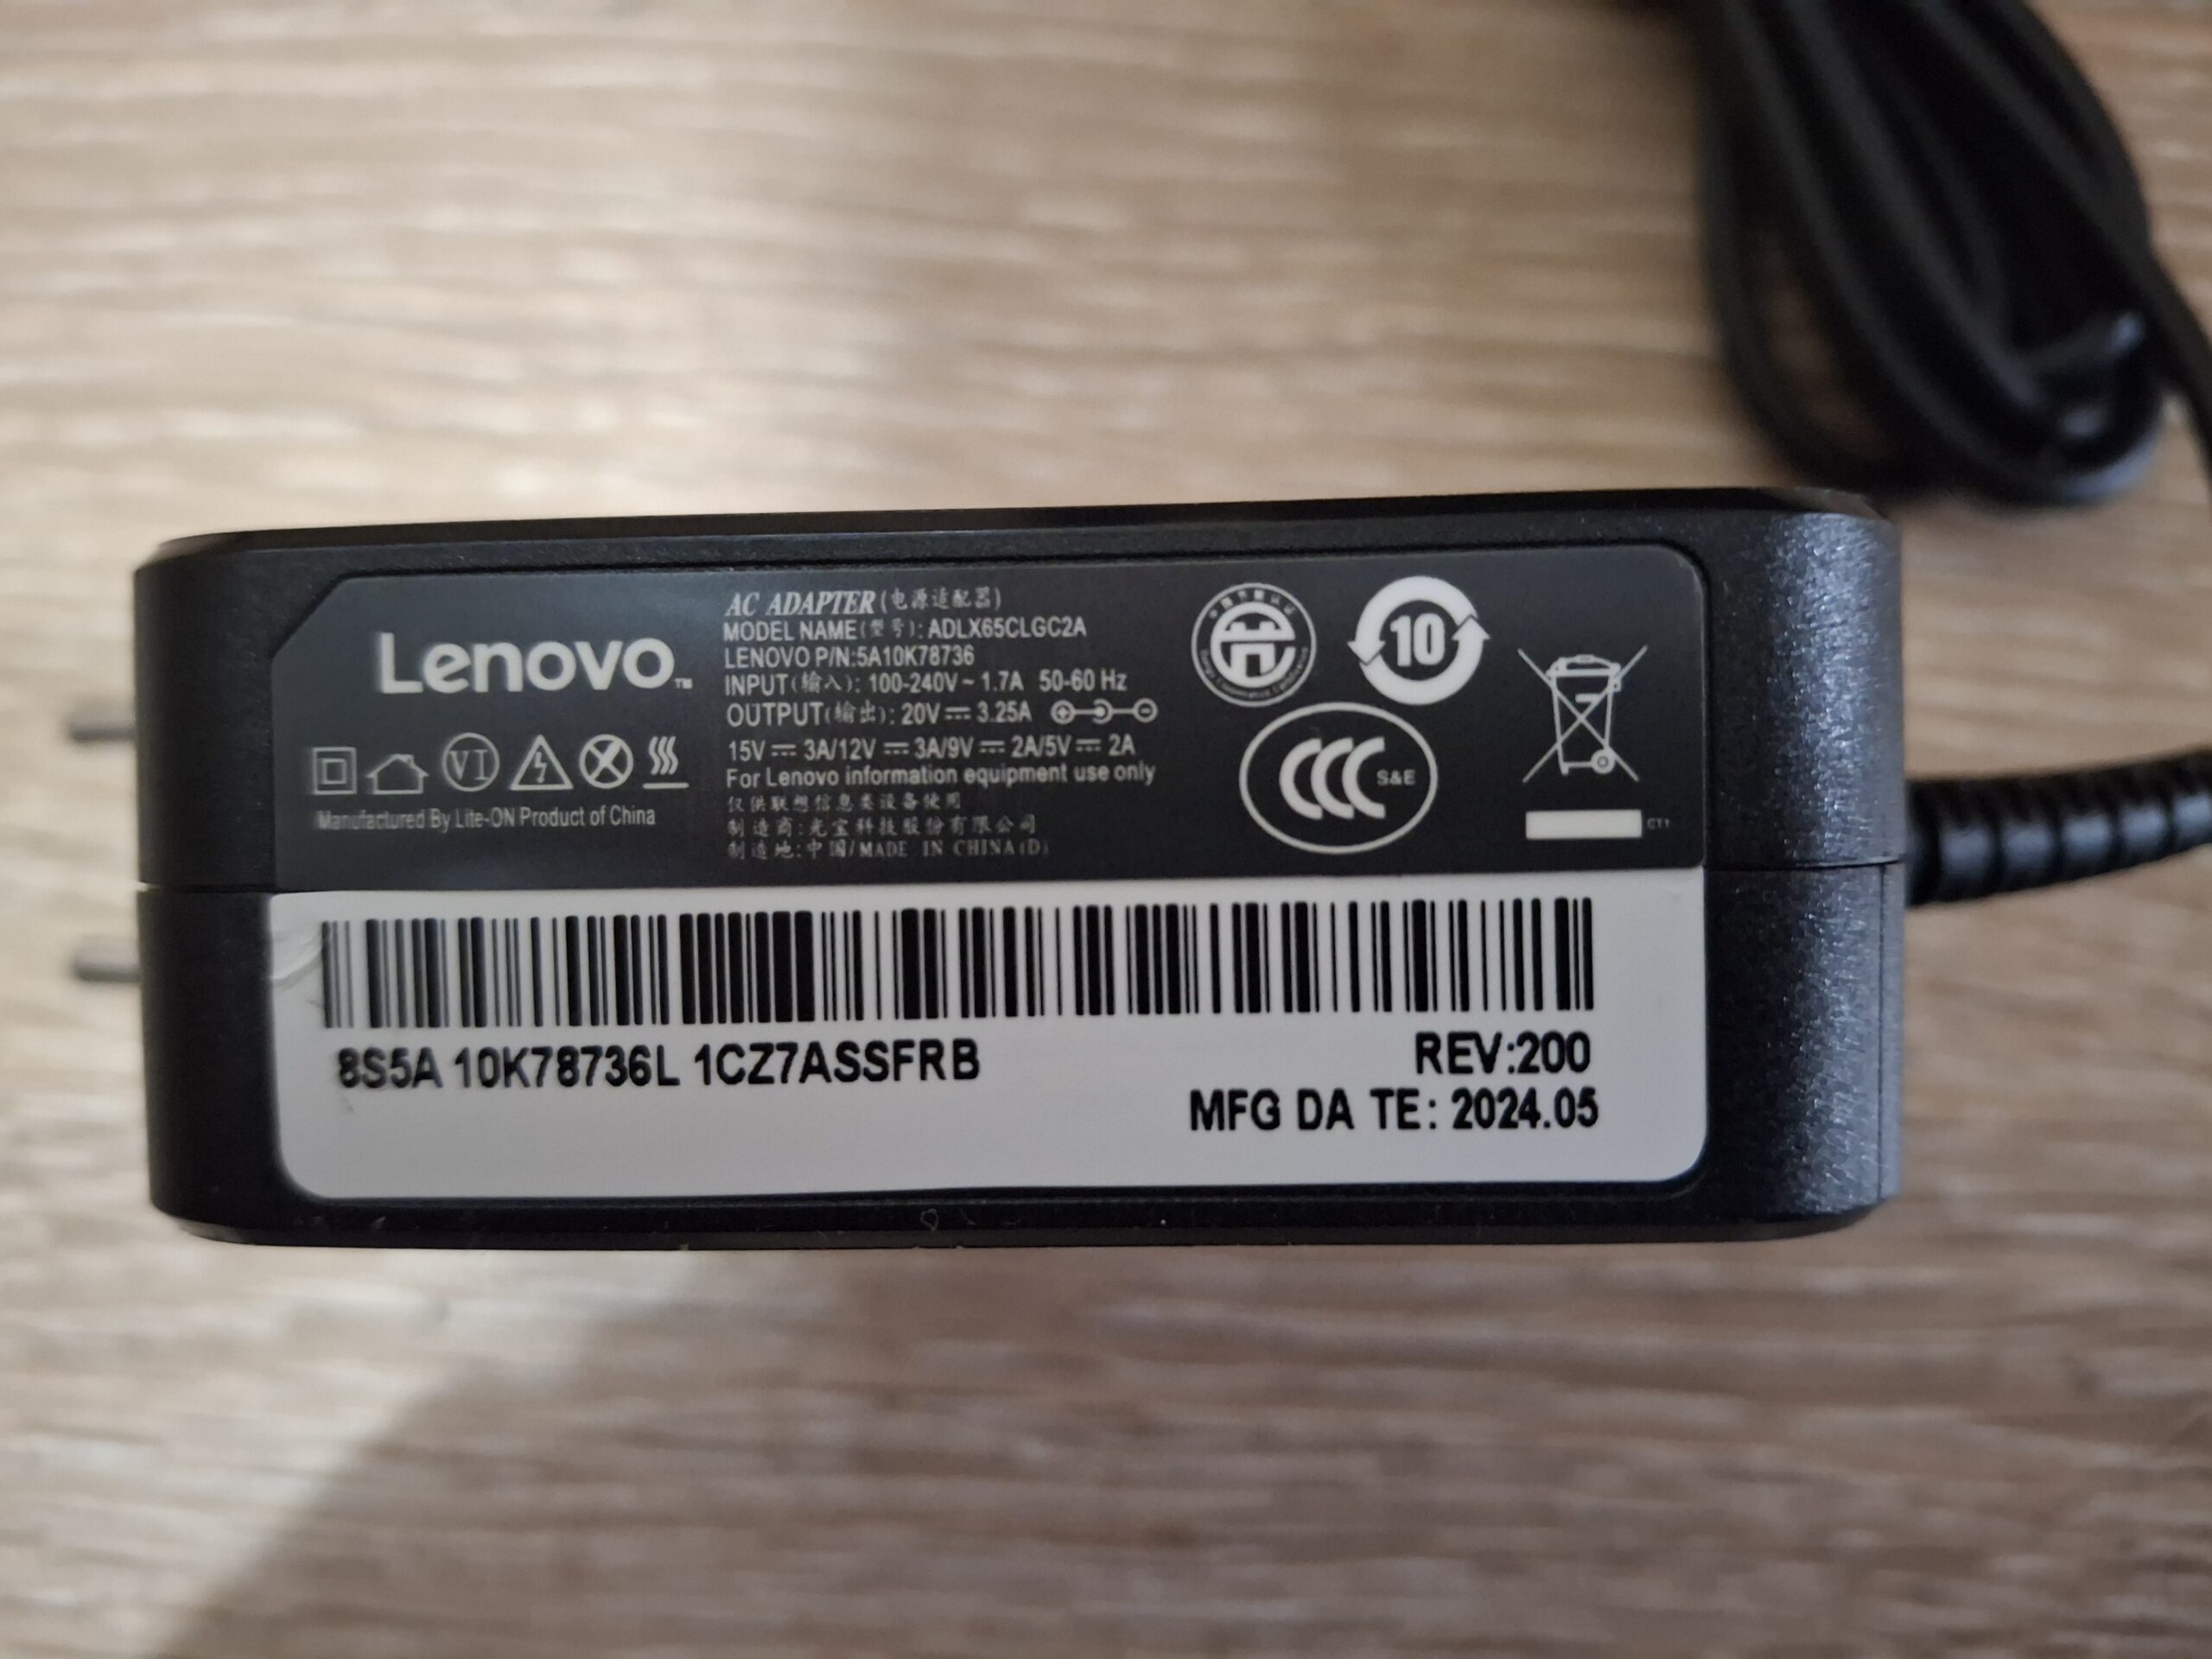 Lenovo™
AC ADAPTER(电源适配器)
MODEL NAME(型号): ADLX65CLGC2A
LENOVO P/N:5A10K78736
INPUT(输入): 100-240V ~ 1.7A 50-60 Hz
OUTPUT(输出): 20V ⎓ 3.25A
15V ⎓ 3A/12V ⎓ 3A/9V ⎓ 2A/5V ⎓ 2A
For Lenovo information equipment use only
仅供联想信息类设备使用
制造商:光宝科技股份有限公司
制造地:中国/MADE IN CHINA(D)
VI
Manufactured By Lite-ON Product of China
10
CCC S&E
CT1
8S5A 10K78736L 1CZ7ASSFRB
REV:200
MFG DA TE: 2024.05